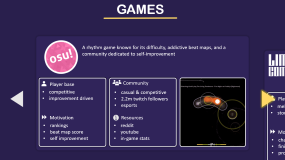 GAMES
osu!
A rhythm game known for its difficulty, addictive beat maps, and a
community dedicated to self-improvement
Player base
• competitive
• improvement driven
Community
• casual & competitive
• 2.2m twitch followers
• esports
Motivation
• rankings
• beat map score
• self improvement
Resources
• reddit
• youtube
• in-game stats